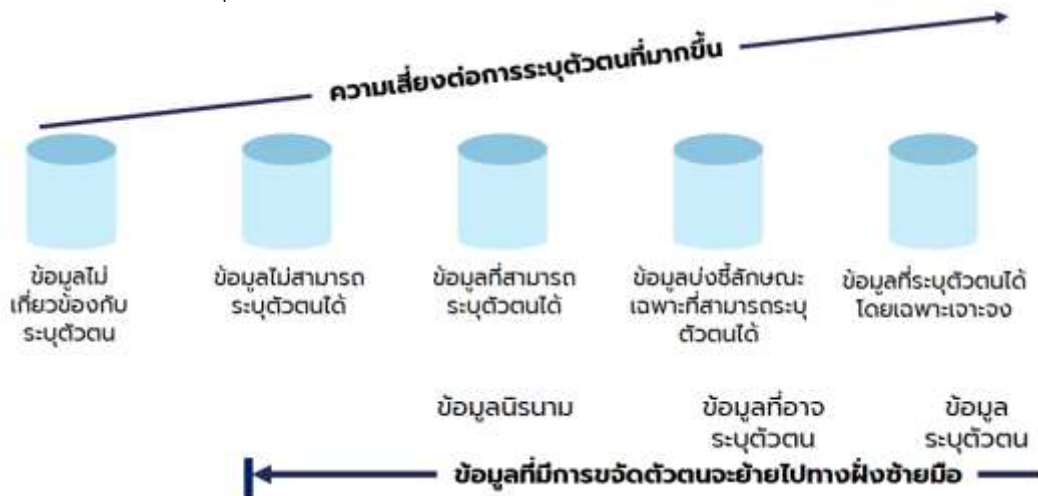 ความเสี่ยงต่อการระบุตัวตนที่มากขึ้น
ข้อมูลไม่
เกี่ยวข้องกับ
ระบุตัวตน
ข้อมูลไม่สามารถ
ระบุตัวตนได้
ข้อมูลที่สามารถ
ระบุตัวตนได้
ข้อมูลบ่งชี้ลักษณะ
เฉพาะที่สามารถระบุ
ตัวตนได้
ข้อมูลที่ระบุตัวตนได้
โดยเฉพาะเจาะจง
ข้อมูลนิรนาม
ข้อมูลที่อาจ
ระบุตัวตน
ข้อมูล
ระบุตัวตน
ข้อมูลที่มีการขจัดตัวตนจะย้ายไปทางฝั่งซ้ายมือ